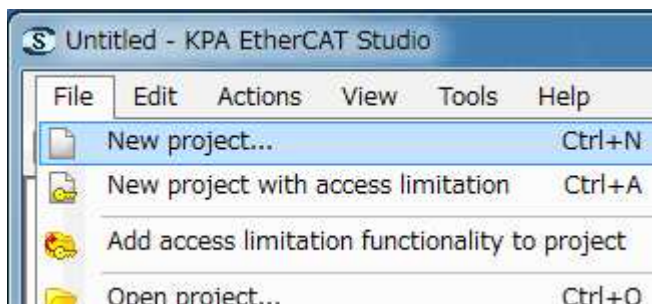 Untitled - KPA EtherCAT Studio
File Edit Actions View Tools Help
New project... Ctrl+N
New project with access limitation Ctrl+A
Add access limitation functionality to project
Open project... Ctrl+O